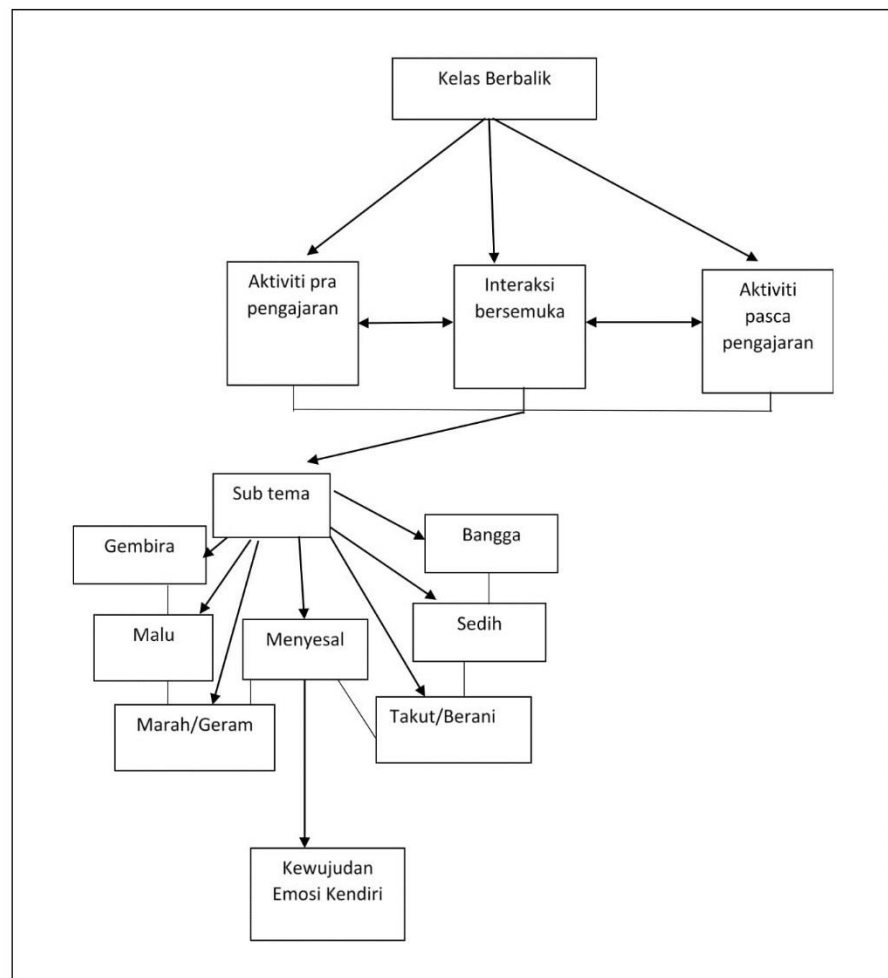 Kelas Berbalik
Aktiviti pra
pengajaran
Interaksi
bersemuka
Aktiviti
pasca
pengajaran
Sub tema
Gembira
Bangga
Malu
Menyesal
Sedih
Marah/Geram
Takut/Berani
Kewujudan
Emosi Kendiri